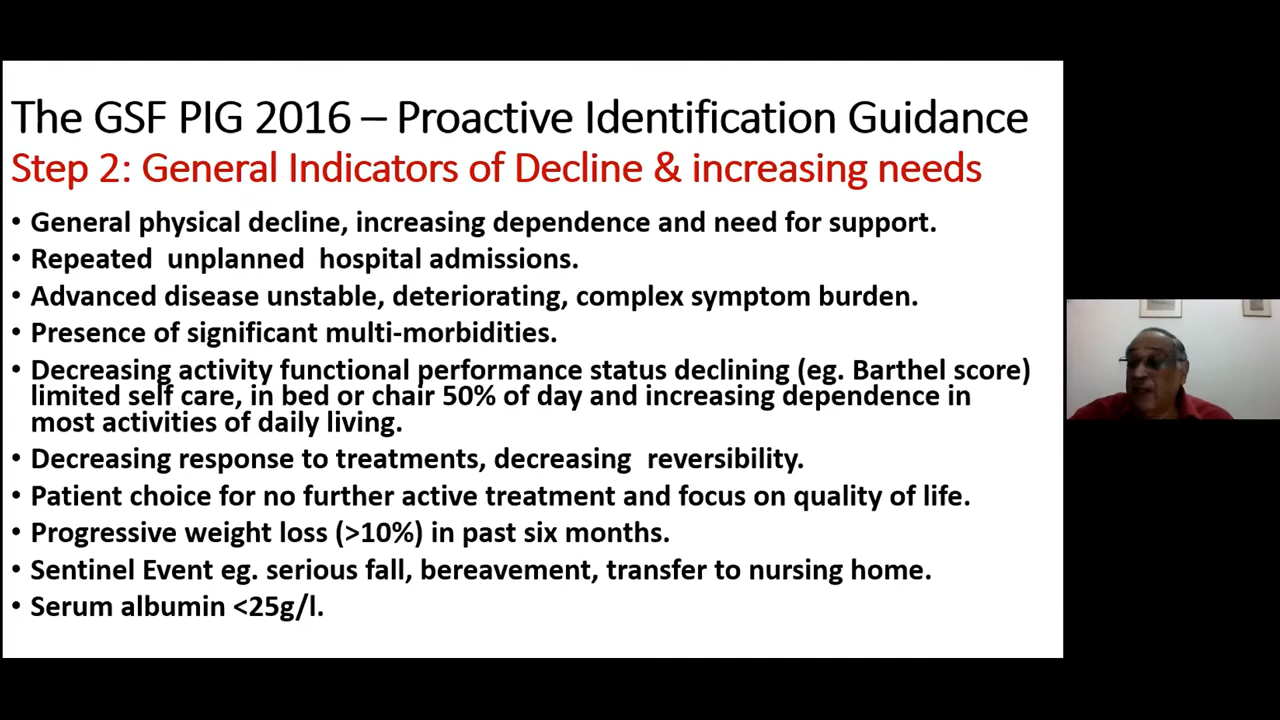 The GSF PIG 2016 – Proactive Identification Guidance
Step 2: General Indicators of Decline & increasing needs
• General physical decline, increasing dependence and need for support.
• Repeated unplanned hospital admissions.
• Advanced disease unstable, deteriorating, complex symptom burden.
• Presence of significant multi-morbidities.
• Decreasing activity functional performance status declining (eg. Barthel score)
limited self care, in bed or chair 50% of day and increasing dependence in
most activities of daily living.
• Decreasing response to treatments, decreasing reversibility.
• Patient choice for no further active treatment and focus on quality of life.
• Progressive weight loss (>10%) in past six months.
• Sentinel Event eg. serious fall, bereavement, transfer to nursing home.
• Serum albumin <25g/l.